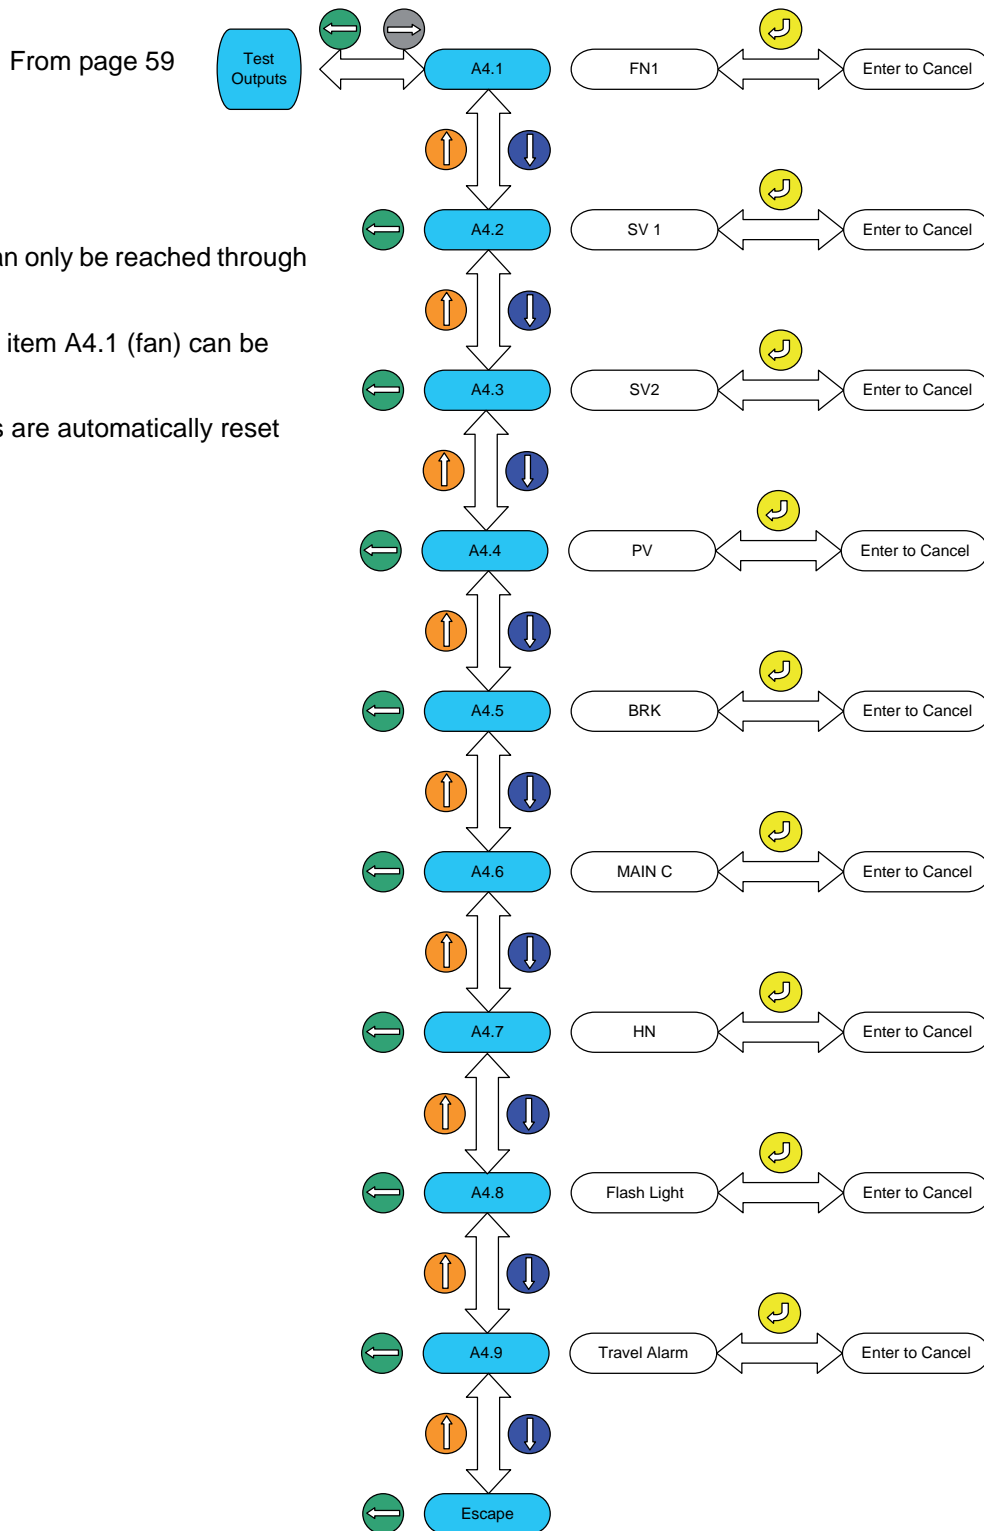 From page 59
Test
Outputs
A4.1
FN1
Enter to Cancel
A4.2
SV 1
Enter to Cancel
an only be reached through
item A4.1 (fan) can be
A4.3
SV2
Enter to Cancel
s are automatically reset
A4.4
PV
Enter to Cancel
A4.5
BRK
Enter to Cancel
A4.6
MAIN C
Enter to Cancel
A4.7
HN
Enter to Cancel
A4.8
Flash Light
Enter to Cancel
A4.9
Travel Alarm
Enter to Cancel
Escape